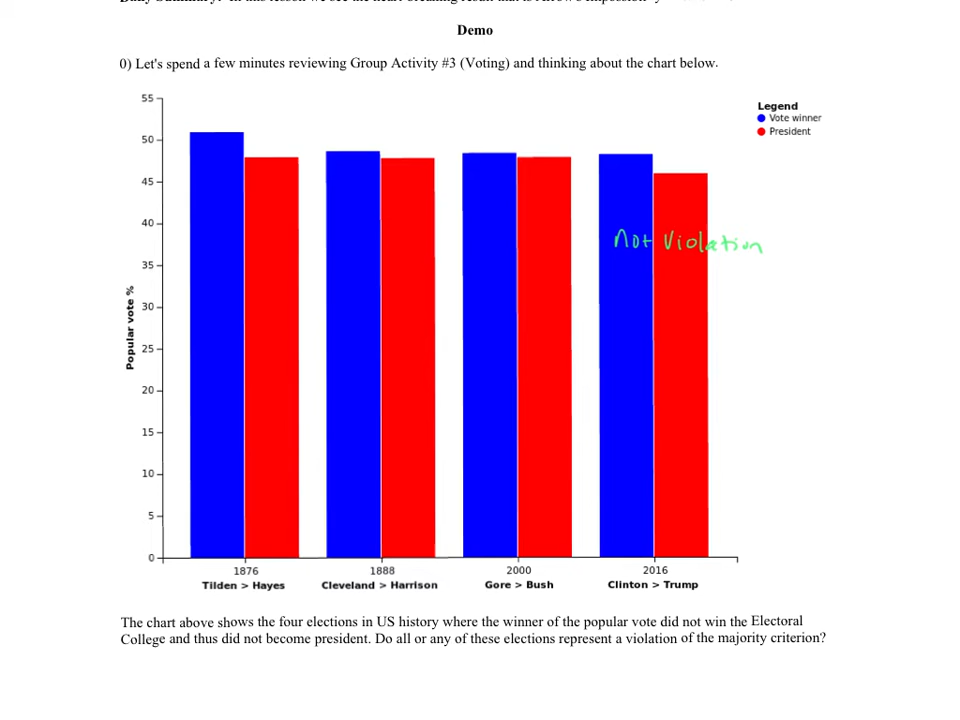 Demo
0) Let's spend a few minutes reviewing Group Activity #3 (Voting) and thinking about the chart below.
Legend
Vote winner
President
Popular vote %
55
50
45
40
35
30
25
20
15
10
5
0
Not Violation
1876
Tilden > Hayes
1888
Cleveland > Harrison
2000
Gore > Bush
2016
Clinton > Trump
The chart above shows the four elections in US history where the winner of the popular vote did not win the Electoral
College and thus did not become president. Do all or any of these elections represent a violation of the majority criterion?